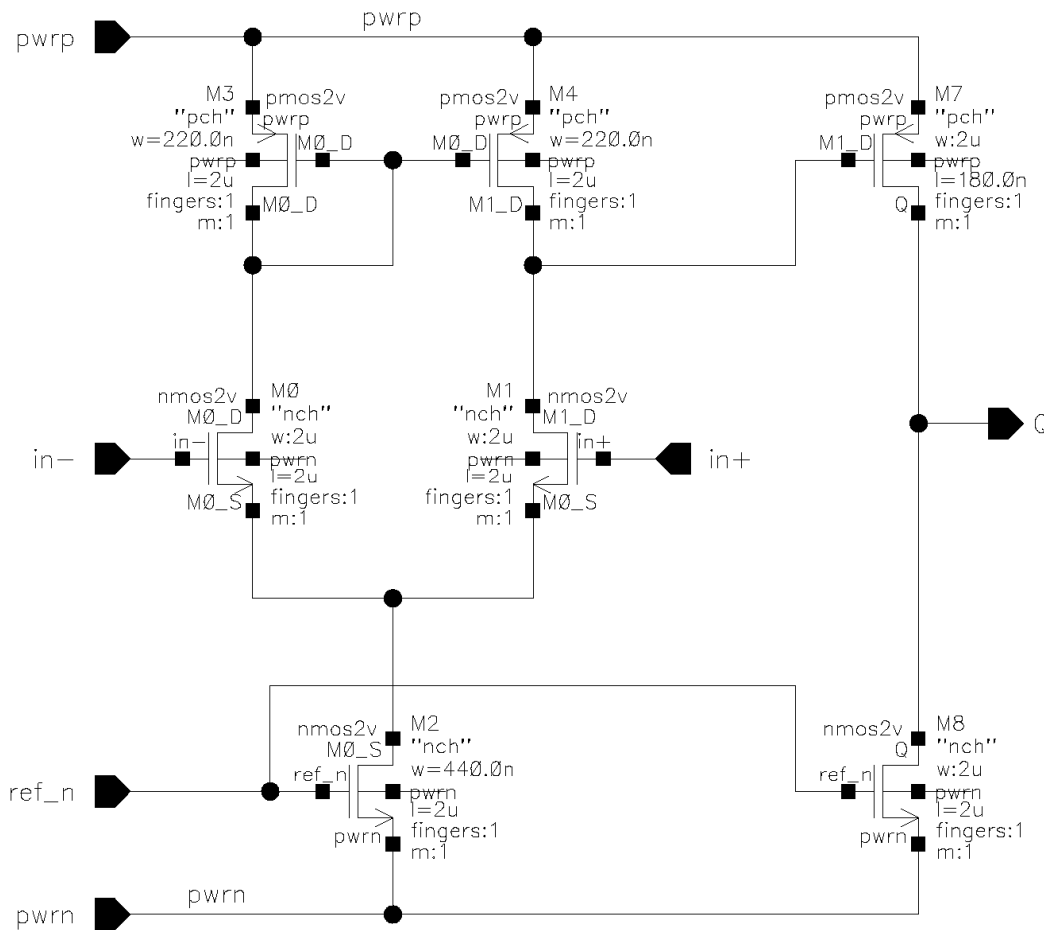 pwrp
pwrp
M3
pmos2v
"pch"
pwrp
w=220.0n
M0_D
pwrp
l=2u
fingers:1
M0_D
m:1
pmos2v
M4
pwrp
"pch"
M0_D
w=220.0n
pwrp
l=2u
M1_D
fingers:1
m:1
pmos2v
M7
pwrp
"pch"
M1_D
w:2u
pwrp
l=180.0n
Q
fingers:1
m:1
nmos2v
M0
M0_D
"nch"
in-
w:2u
pwrn
l=2u
fingers:1
M0_S
m:1
in-
M1
nmos2v
"nch"
M1_D
w:2u
in+
pwrn
l=2u
fingers:1
M0_S
m:1
in+
Q
nmos2v
M2
M0_S
"nch"
w=440.0n
ref_n
pwrn
l=2u
fingers:1
pwrn
m:1
ref_n
nmos2v
M8
Q
"nch"
w:2u
ref_n
pwrn
l=2u
fingers:1
pwrn
m:1
pwrn
pwrn